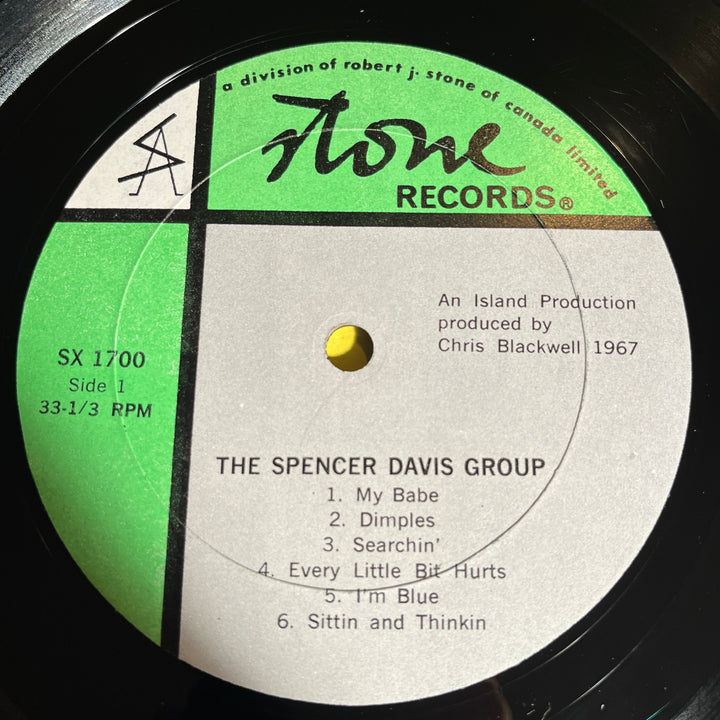 a division of robert j. stone of canada limited
stone
RECORDS®
SA
An Island Production
produced by
Chris Blackwell 1967
SX 1700
Side 1
33-1/3 RPM
THE SPENCER DAVIS GROUP
1. My Babe
2. Dimples
3. Searchin'
4. Every Little Bit Hurts
5. I'm Blue
6. Sittin and Thinkin